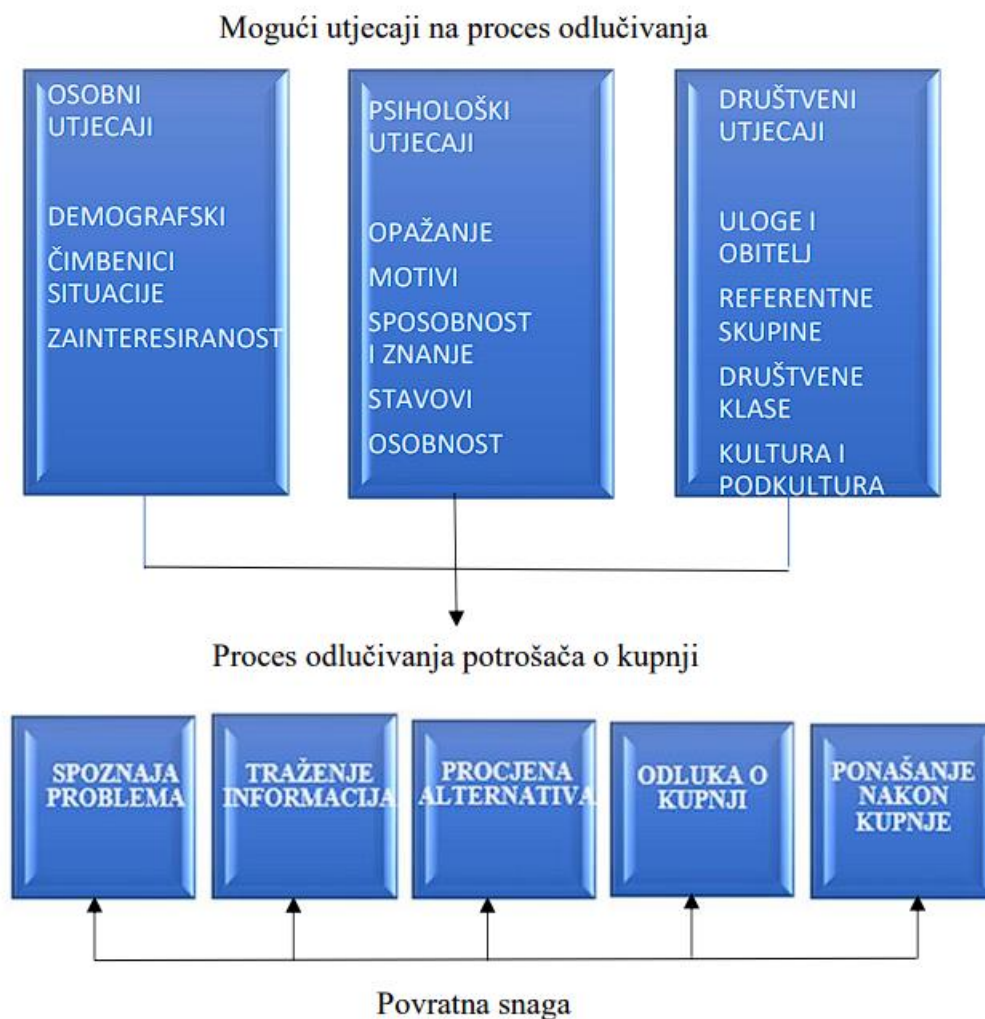 Mogući utjecaji na proces odlučivanja
OSOBNI
UTJECAJI
DEMOGRAFSKI
ČIMBENICI
SITUACIJE
ZAINTERESIRANOST
PSIHOLOŠKI
UTJECAJI
OPAŽANJE
MOTIVI
SPOSOBNOST
I ZNANJE
STAVOVI
OSOBNOST
DRUŠTVENI
UTJECAJI
ULOGE I
OBITELJ
REFERENTNE
SKUPINE
DRUŠTVENE
KLASE
KULTURA I
PODKULTURA
Proces odlučivanja potrošača o kupnji
SPOZNAJA
PROBLEMA
TRAŽENJE
INFORMACIJA
PROCJENA
ALTERNATIVA
ODLUKA O
KUPNJI
PONAŠANJE
NAKON
KUPNJE
Povratna snaga